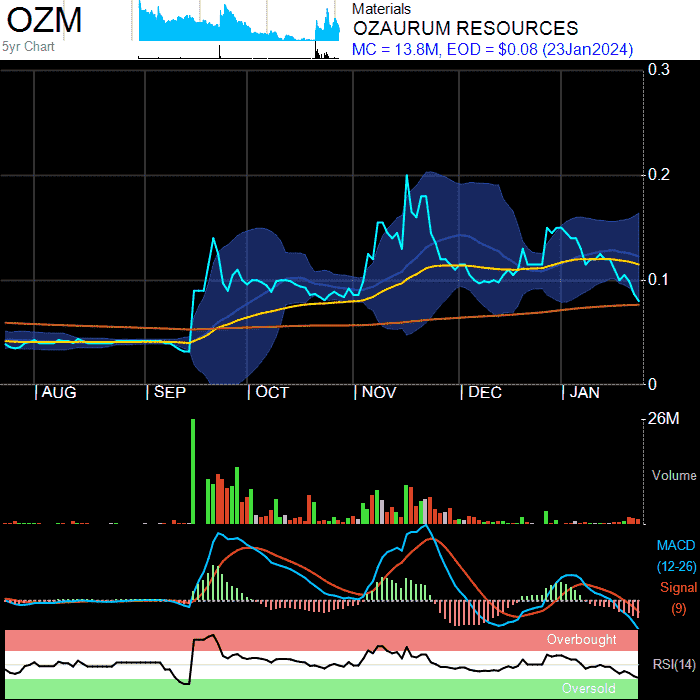 OZM
5yr Chart
Materials
OZAURUM RESOURCES
MC = 13.8M, EOD = $0.08 (23Jan2024)
0.3
0.2
0.1
0
AUG SEP OCT NOV DEC JAN
26M
Volume
MACD
(12-26)
Signal
(9)
Overbought
RSI(14)
Oversold